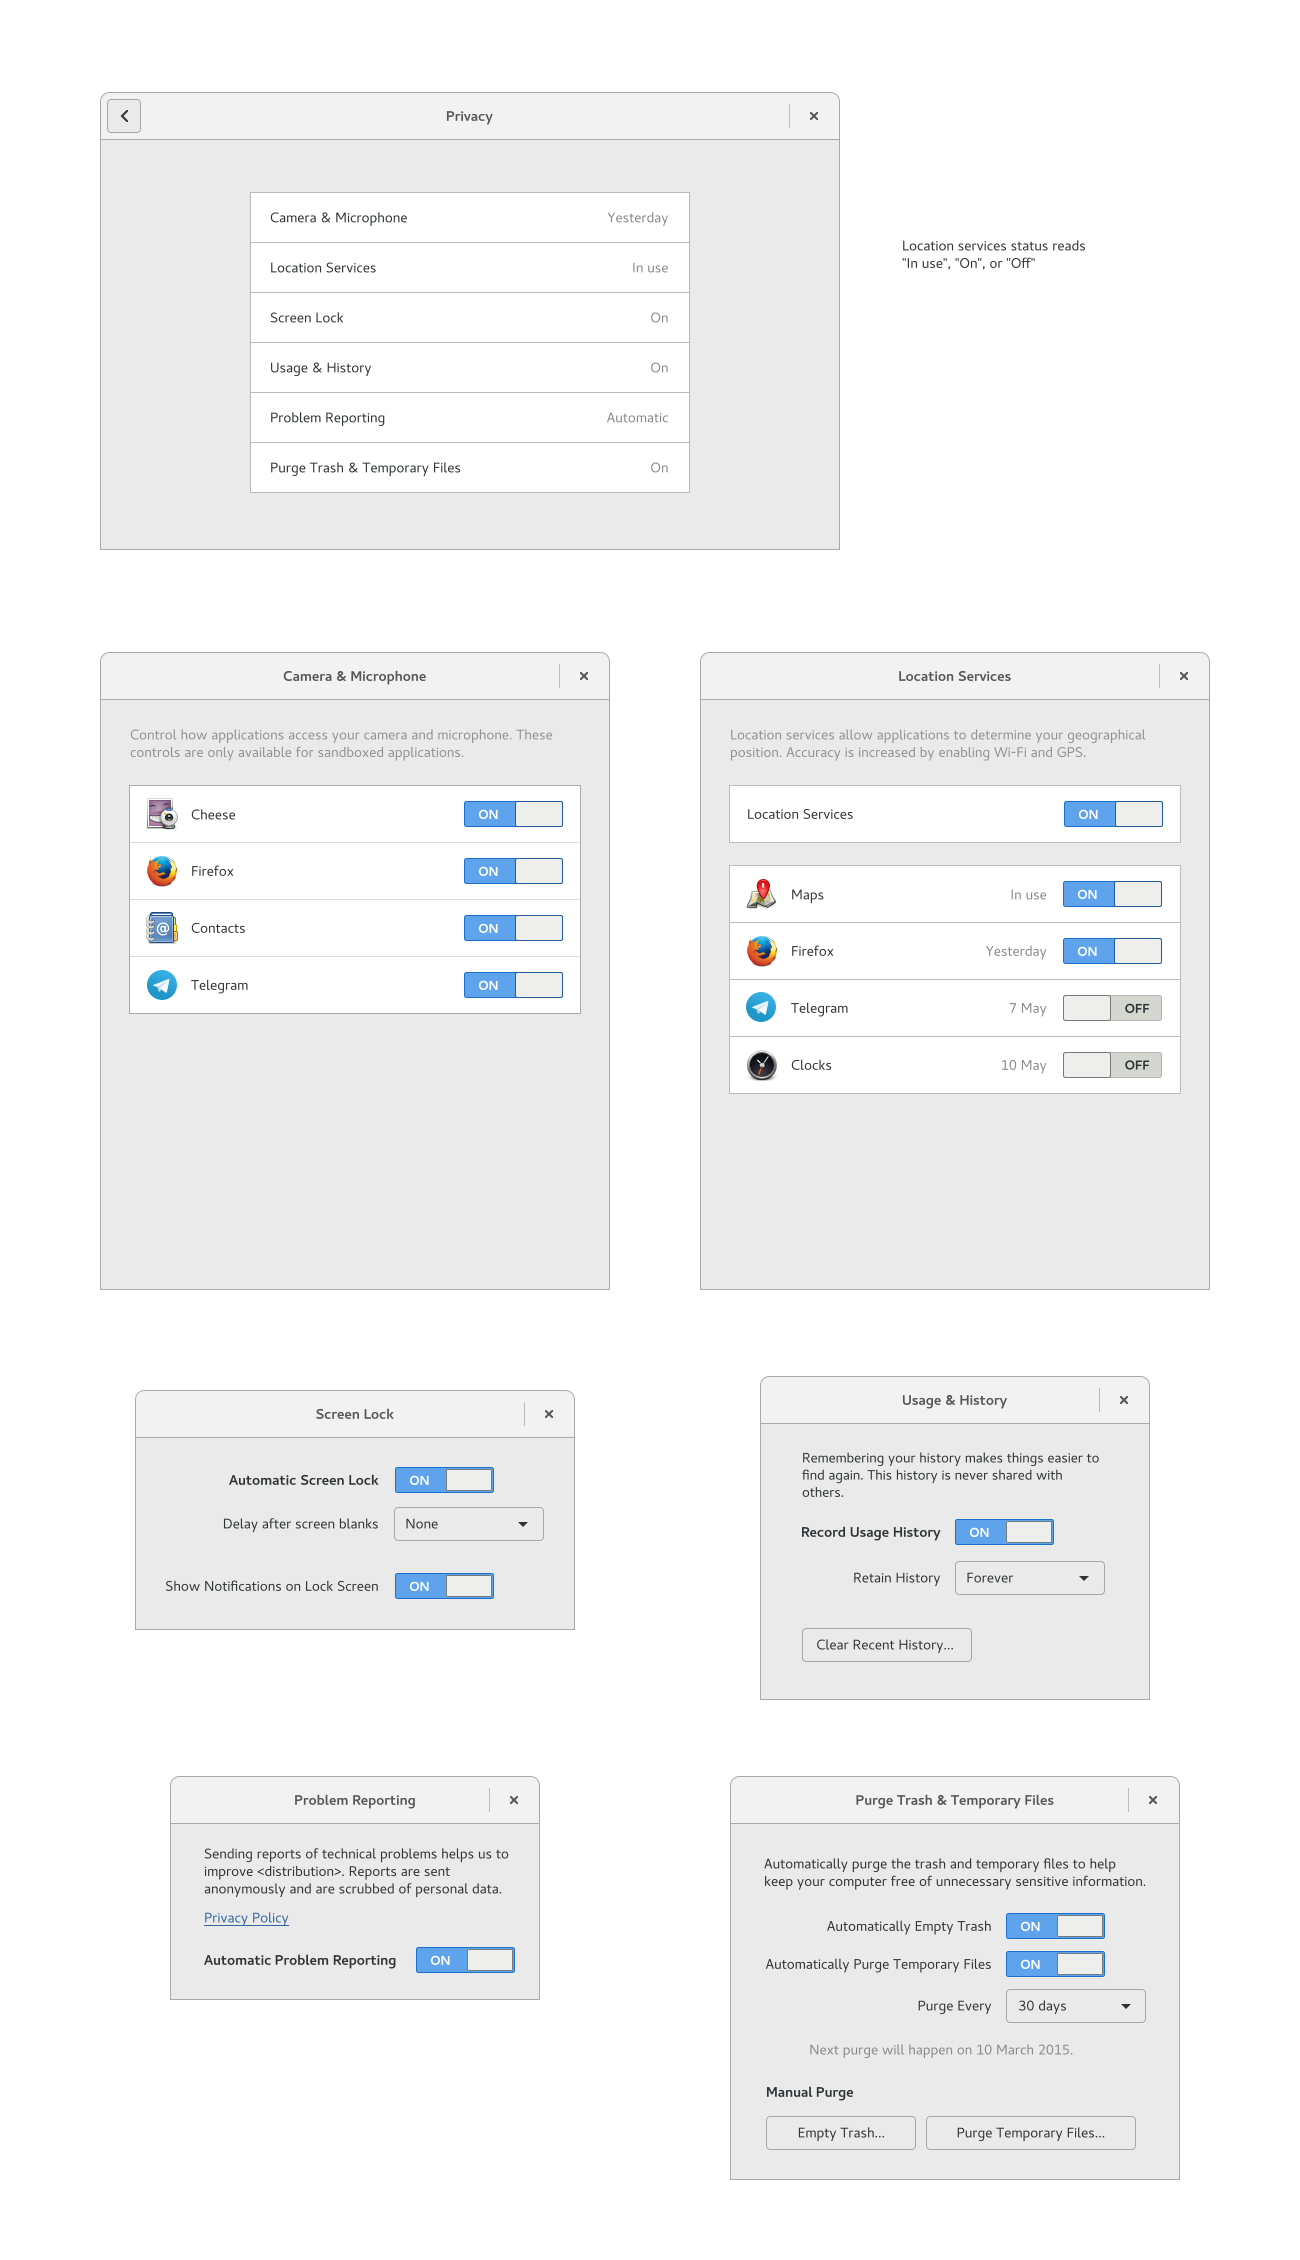 Privacy
Camera & Microphone Yesterday
Location Services In use
Screen Lock On
Usage & History On
Problem Reporting Automatic
Purge Trash & Temporary Files On
Location services status reads
"In use", "On", or "Off"
Camera & Microphone
Control how applications access your camera and microphone. These
controls are only available for sandboxed applications.
Cheese ON
Firefox ON
Contacts ON
Telegram ON
Location Services
Location services allow applications to determine your geographical
position. Accuracy is increased by enabling Wi-Fi and GPS.
Location Services ON
Maps In use ON
Firefox Yesterday ON
Telegram 7 May OFF
Clocks 10 May OFF
Screen Lock
Automatic Screen Lock ON
Delay after screen blanks None
Show Notifications on Lock Screen ON
Usage & History
Remembering your history makes things easier to
find again. This history is never shared with
others.
Record Usage History ON
Retain History Forever
Clear Recent History...
Problem Reporting
Sending reports of technical problems helps us to
improve <distribution>. Reports are sent
anonymously and are scrubbed of personal data.
Privacy Policy
Automatic Problem Reporting ON
Purge Trash & Temporary Files
Automatically purge the trash and temporary files to help
keep your computer free of unnecessary sensitive information.
Automatically Empty Trash ON
Automatically Purge Temporary Files ON
Purge Every 30 days
Next purge will happen on 10 March 2015.
Manual Purge
Empty Trash... Purge Temporary Files...